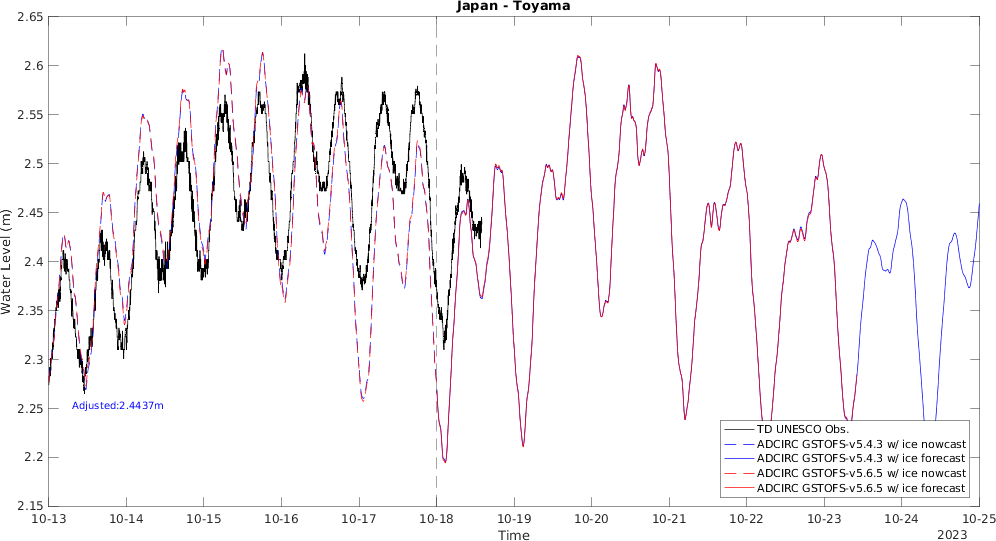 Japan - Toyama
2.65
2.6
2.55
2.5
2.45
2.4
2.35
2.3
2.25
2.2
2.15
Water Level (m)
Adjusted:2.4437m
TD UNESCO Obs.
ADCIRC GSTOFS-v5.4.3 w/ ice nowcast
ADCIRC GSTOFS-v5.4.3 w/ ice forecast
ADCIRC GSTOFS-v5.6.5 w/ ice nowcast
ADCIRC GSTOFS-v5.6.5 w/ ice forecast
10-13 10-14 10-15 10-16 10-17 10-18 10-19 10-20 10-21 10-22 10-23 10-24 10-25
Time
2023